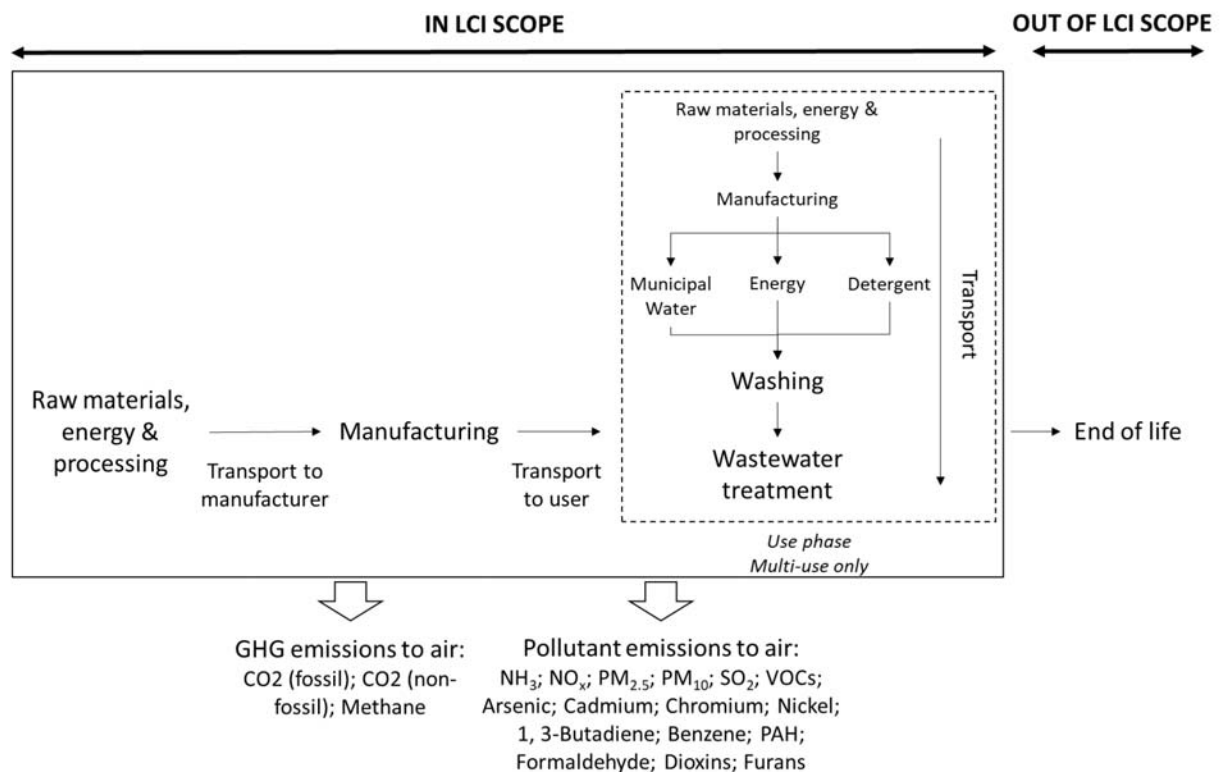 IN LCI SCOPE
OUT OF LCI SCOPE
Raw materials, energy &
processing
Manufacturing
Municipal
Water
Energy
Detergent
Transport
Washing
Wastewater
treatment
Raw materials,
energy &
processing
Transport to
manufacturer
Manufacturing
Transport
to user
End of life
Use phase
Multi-use only
GHG emissions to air:
CO2 (fossil); CO2 (non-
fossil); Methane
Pollutant emissions to air:
NH₃; NOₓ; PM₂.₅; PM₁₀; SO₂; VOCs;
Arsenic; Cadmium; Chromium; Nickel;
1, 3-Butadiene; Benzene; PAH;
Formaldehyde; Dioxins; Furans